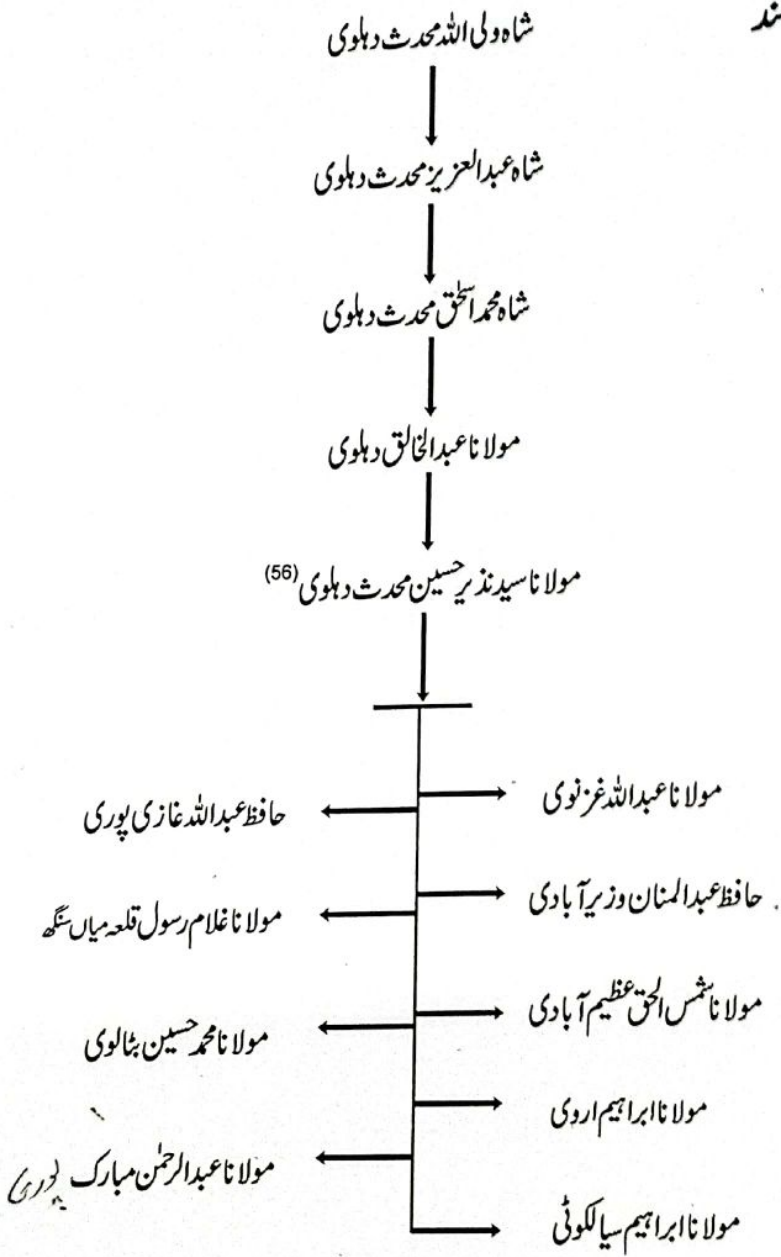 ند
شاہ ولی اللہ محدث دہلوی
شاہ عبدالعزیز محدث دہلوی
شاہ محمد اسحٰق محدث دہلوی
مولانا عبدالخالق دہلوی
مولانا سید نذیر حسین محدث دہلوی (56)
مولانا عبداللہ غزنوی
حافظ عبداللہ غازی پوری
حافظ عبدالمنان وزیر آبادی
مولانا غلام رسول قلعہ میاں سنگھ
مولانا شمس الحق عظیم آبادی
مولانا محمد حسین بٹالوی
مولانا ابراہیم اروی
مولانا عبدالرحمٰن مبارک پوری
مولانا ابراہیم سیالکوٹی